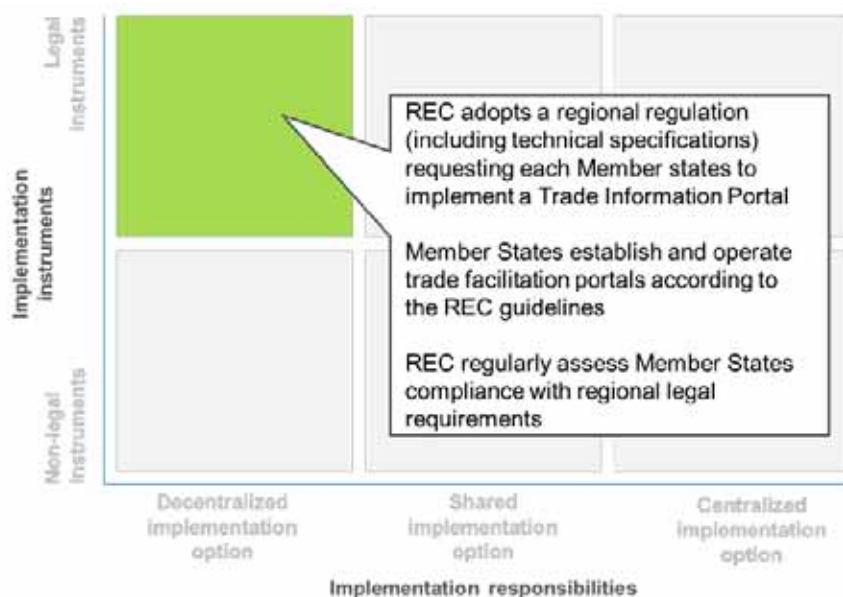 Legal
Instruments
Implementation
instruments
Non-legal
Instruments
REC adopts a regional regulation
(including technical specifications)
requesting each Member states to
implement a Trade Information Portal
Member States establish and operate
trade facilitation portals according to
the REC guidelines
REC regularly assess Member States
compliance with regional legal
requirements
Decentralized
implementation
option
Shared
implementation
option
Centralized
implementation
option
Implementation responsibilities